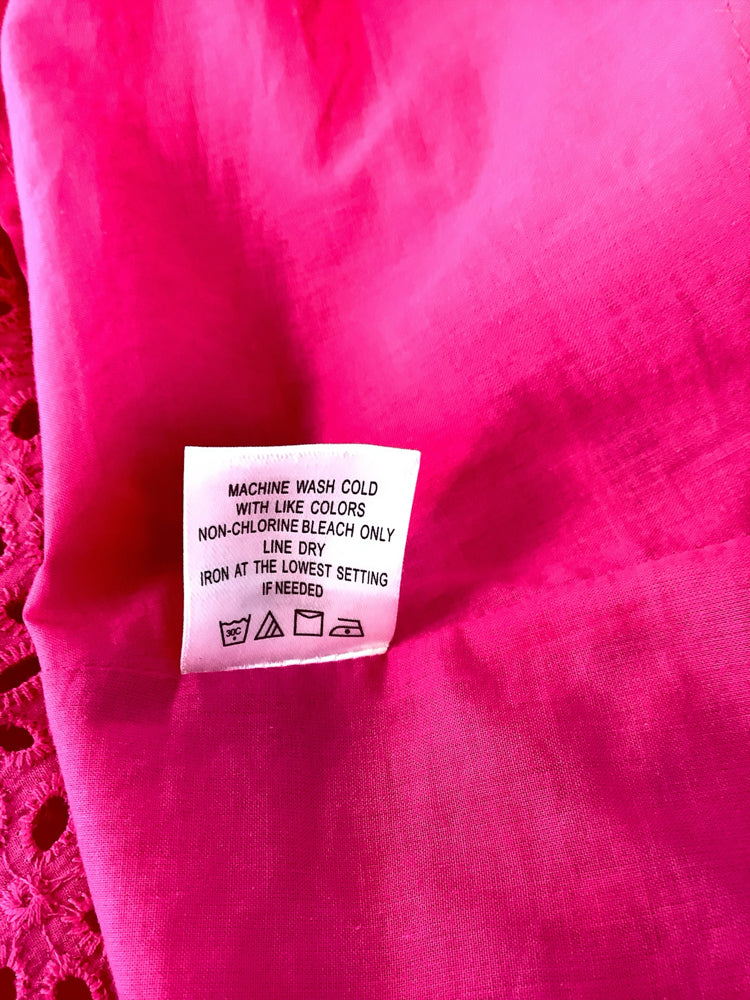 MACHINE WASH COLD
WITH LIKE COLORS
NON-CHLORINE BLEACH ONLY
LINE DRY
IRON AT THE LOWEST SETTING
IF NEEDED
30C